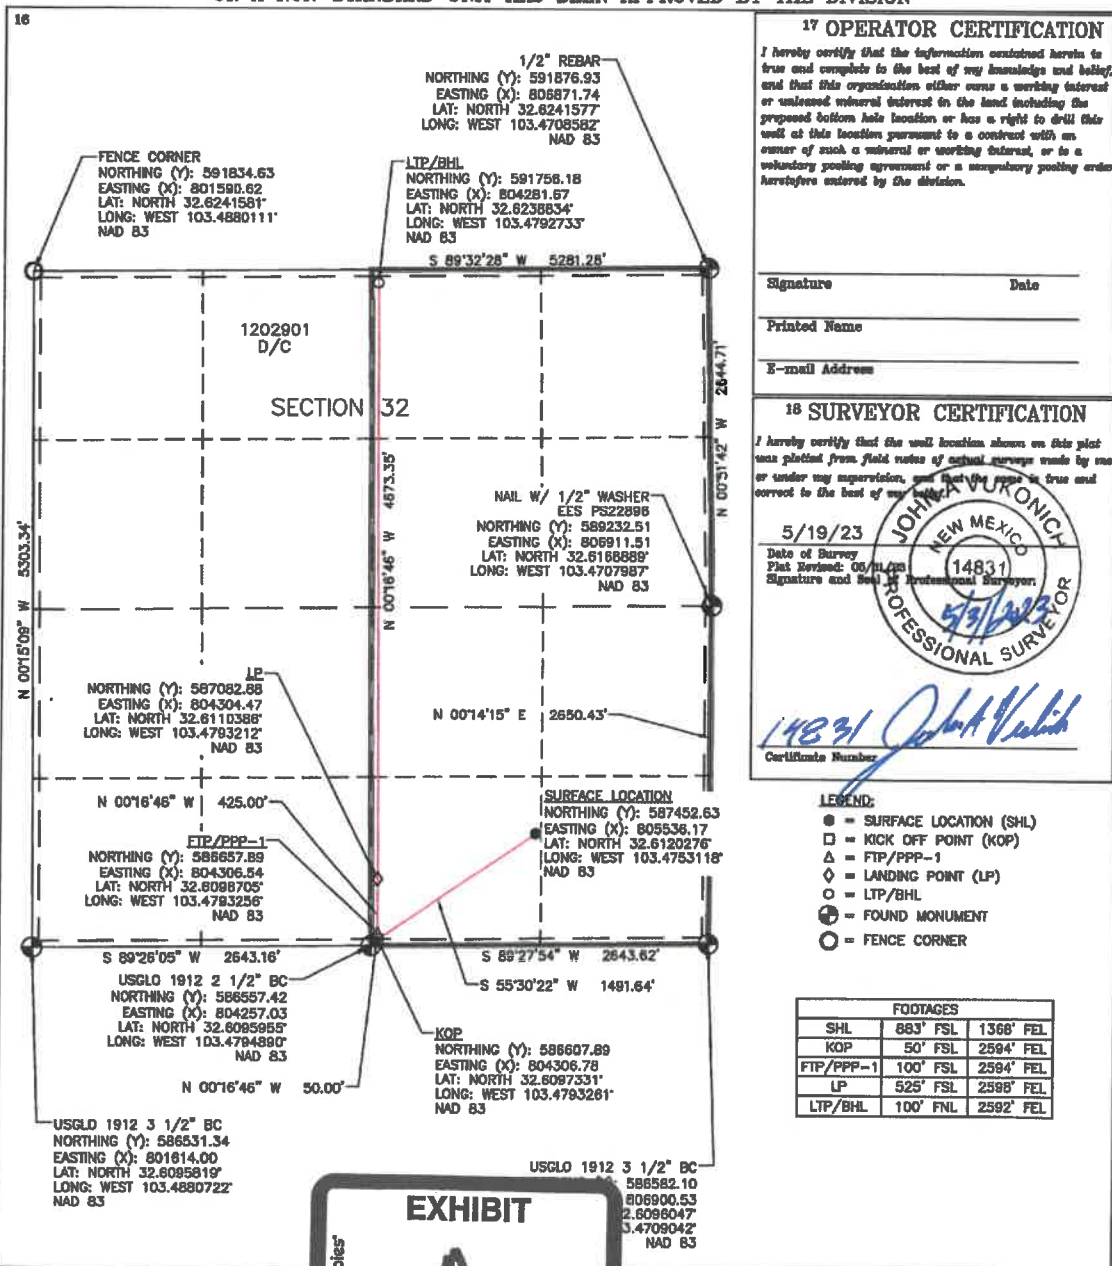 16
1/2" REBAR
NORTHING (Y): 591876.93
EASTING (X): 806871.74
LAT: NORTH 32.6241577°
LONG: WEST 103.4708582°
NAD 83
FENCE CORNER
NORTHING (Y): 591834.63
EASTING (X): 801590.62
LAT: NORTH 32.6241581°
LONG: WEST 103.4880111°
NAD 83
LTP/BHL
NORTHING (Y): 591756.18
EASTING (X): 804281.67
LAT: NORTH 32.6238834°
LONG: WEST 103.4792733°
NAD 83
S 89°32'28" W 5281.28'
1202901
D/C
SECTION 32
N 00°15'09" W 5303.34'
N 00°16'46" W 4673.35'
N 00°51'42" W 2644.71'
NAIL W/ 1/2" WASHER
EES PS22896
NORTHING (Y): 589232.51
EASTING (X): 806911.51
LAT: NORTH 32.6168889°
LONG: WEST 103.4707987°
NAD 83
LP
NORTHING (Y): 587082.88
EASTING (X): 804304.47
LAT: NORTH 32.6110386°
LONG: WEST 103.4793212°
NAD 83
N 00°14'15" E 2650.43'
N 00°16'46" W 425.00'
FTP/PPP-1
NORTHING (Y): 586657.89
EASTING (X): 804306.54
LAT: NORTH 32.6098705°
LONG: WEST 103.4793256°
NAD 83
SURFACE LOCATION
NORTHING (Y): 587452.63
EASTING (X): 805536.17
LAT: NORTH 32.6120276°
LONG: WEST 103.4753118°
NAD 83
S 89°26'05" W 2643.16'
S 89°27'54" W 2643.62'
S 55°30'22" W 1491.64'
USGLO 1912 2 1/2" BC
NORTHING (Y): 586557.42
EASTING (X): 804257.03
LAT: NORTH 32.6095955°
LONG: WEST 103.4794890°
NAD 83
KOP
NORTHING (Y): 586607.89
EASTING (X): 804306.78
LAT: NORTH 32.6097331°
LONG: WEST 103.4793261°
NAD 83
N 00°16'46" W 50.00'
USGLO 1912 3 1/2" BC
NORTHING (Y): 586531.34
EASTING (X): 801614.00
LAT: NORTH 32.6095819°
LONG: WEST 103.4880722°
NAD 83
USGLO 1912 3 1/2" BC
586582.10
806900.53
2.6096047°
3.4709042°
NAD 83
EXHIBIT
17 OPERATOR CERTIFICATION
I hereby certify that the information contained herein is
true and complete to the best of my knowledge and belief,
and that this organization either owns a working interest
or unleased mineral interest in the land including the
proposed bottom hole location or has a right to drill this
well at this location pursuant to a contract with an
owner of such a mineral or working interest, or to a
voluntary pooling agreement or a compulsory pooling order
heretofore entered by the division.
Signature Date
Printed Name
E-mail Address
18 SURVEYOR CERTIFICATION
I hereby certify that the well location shown on this plat
was plotted from field notes of actual surveys made by me
or under my supervision, and that the same is true and
correct to the best of my belief.
5/19/23
Date of Survey
Plat Revised:
Signature and Seal of Professional Surveyor:
JOHN A VUKONICH
NEW MEXICO
14831
PROFESSIONAL SURVEYOR
5/31/2023
14831
Certificate Number
LEGEND:
= SURFACE LOCATION (SHL)
= KICK OFF POINT (KOP)
= FTP/PPP-1
= LANDING POINT (LP)
= LTP/BHL
= FOUND MONUMENT
= FENCE CORNER
FOOTAGES
SHL 883' FSL 1368' FEL
KOP 50' FSL 2594' FEL
FTP/PPP-1 100' FSL 2594' FEL
LP 525' FSL 2598' FEL
LTP/BHL 100' FNL 2592' FEL